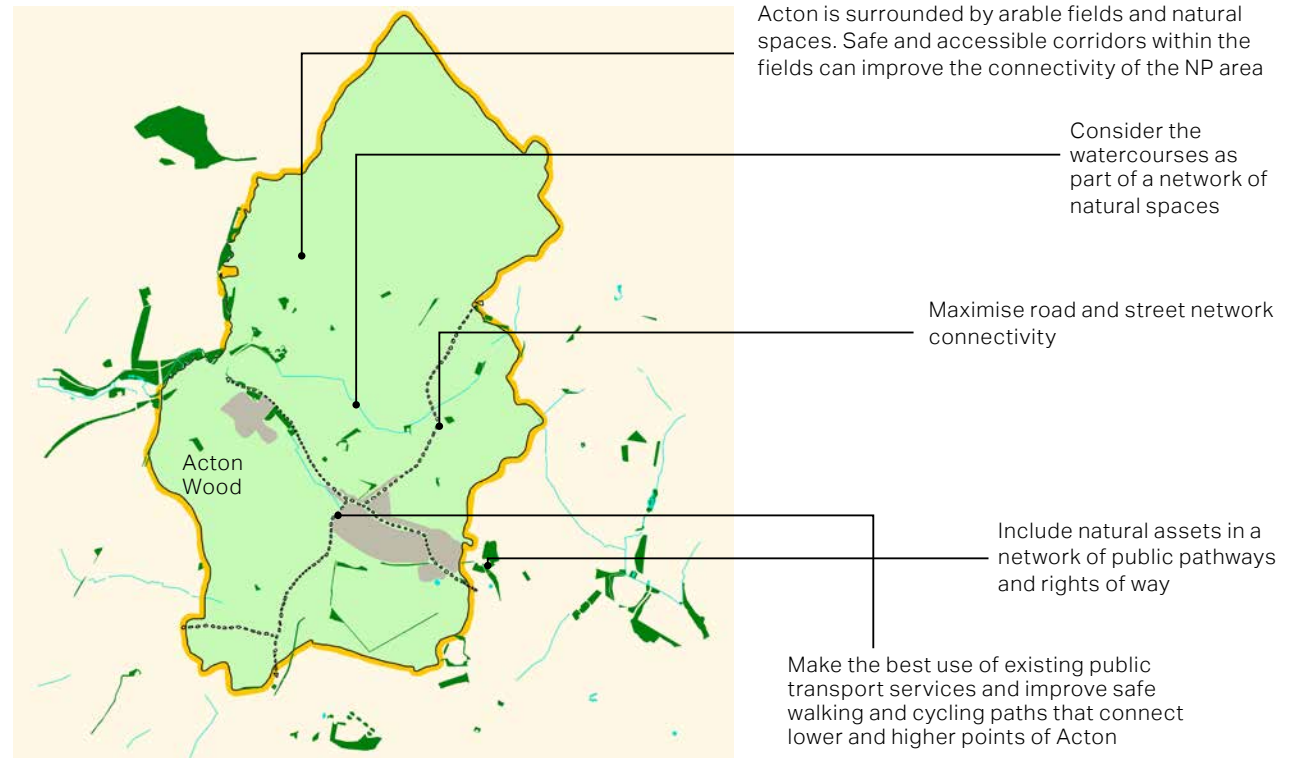 Acton is surrounded by arable fields and natural
spaces. Safe and accessible corridors within the
fields can improve the connectivity of the NP area
Consider the
watercourses as
part of a network of
natural spaces
Maximise road and street network
connectivity
Acton
Wood
Include natural assets in a
network of public pathways
and rights of way
Make the best use of existing public
transport services and improve safe
walking and cycling paths that connect
lower and higher points of Acton